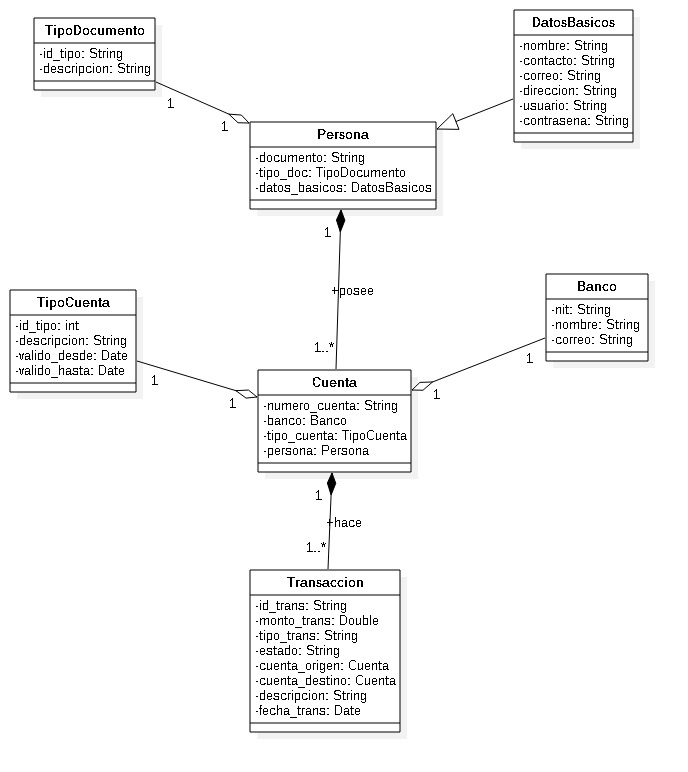 TipoDocumento
-id_tipo: String
-descripcion: String
DatosBasicos
-nombre: String
-contacto: String
-correo: String
-direccion: String
-usuario: String
-contrasena: String
1
1
Persona
-documento: String
-tipo_doc: TipoDocumento
-datos_basicos: DatosBasicos
1
+posee
1..*
TipoCuenta
-id_tipo: int
-descripcion: String
-valido_desde: Date
-valido_hasta: Date
Banco
-nit: String
-nombre: String
-correo: String
1
1
1
1
Cuenta
-numero_cuenta: String
-banco: Banco
-tipo_cuenta: TipoCuenta
-persona: Persona
1
+hace
1..*
Transaccion
-id_trans: String
-monto_trans: Double
-tipo_trans: String
-estado: String
-cuenta_origen: Cuenta
-cuenta_destino: Cuenta
-descripcion: String
-fecha_trans: Date